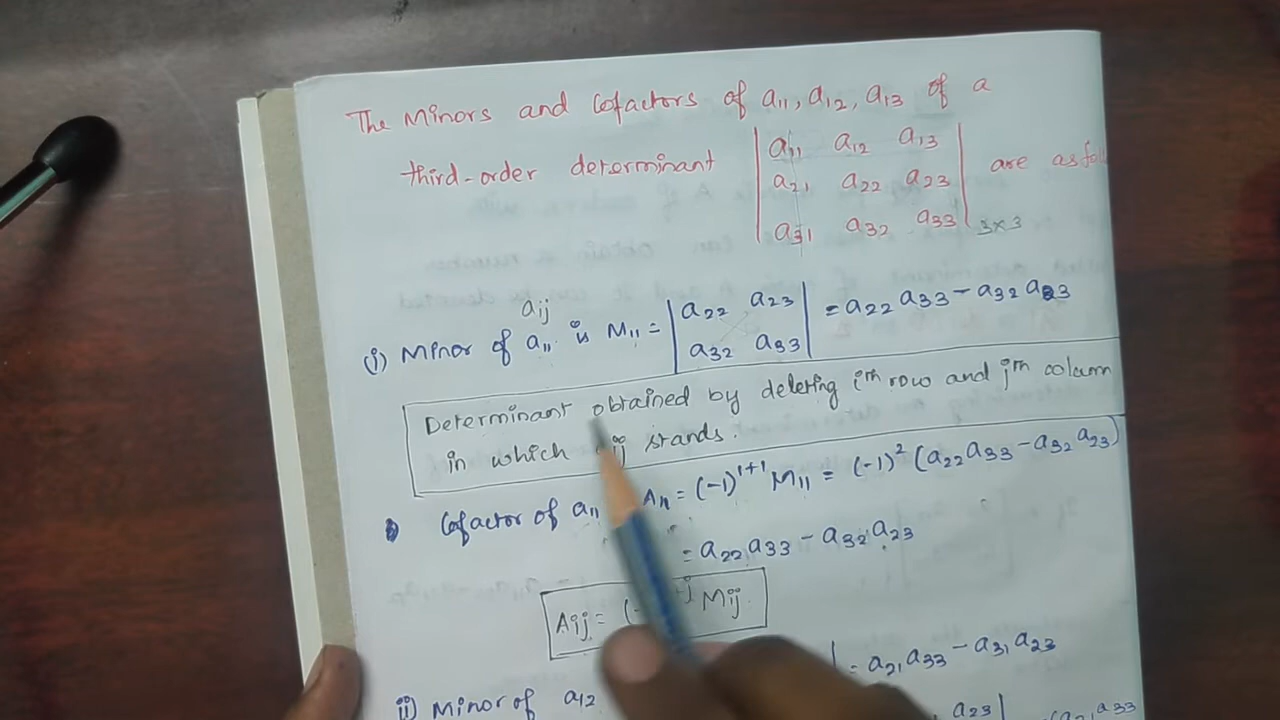 The Minors and Cofactors of a₁₁, a₁₂, a₁₃ of a
third-order determinant | a₁₁ a₁₂ a₁₃ | are as
| a₂₁ a₂₂ a₂₃ |
| a₃₁ a₃₂ a₃₃ | 3×3
aij
(i) Minor of a₁₁ is M₁₁ = | a₂₂ a₂₃ | = a₂₂ a₃₃ - a₃₂ a₂₃
| a₃₂ a₃₃ |
Determinant obtained by deleting iᵗʰ row and jᵗʰ column
in which aij stands.
Cofactor of a₁₁ A₁₁ = (-1)¹⁺¹ M₁₁ = (-1)² (a₂₂a₃₃ - a₃₂ a₂₃)
= a₂₂ a₃₃ - a₃₂ a₂₃
Aij = (- j Mij
| = a₂₁ a₃₃ - a₃₁ a₂₃
ii) Minor of a₁₂
a₂₃ |
a₃₃